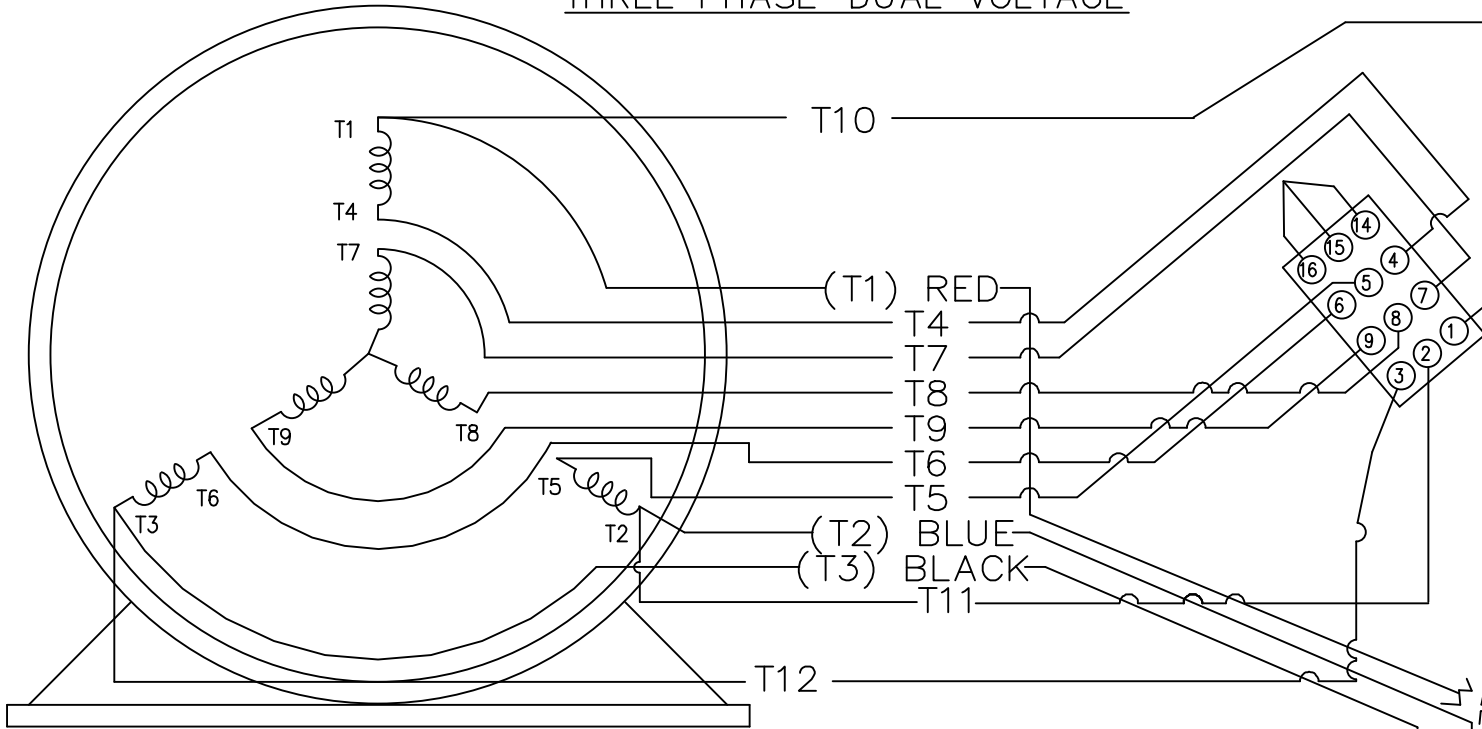 THREE PHASE DUAL VOLTAGE
T10
T1
T4
T7
(T1) RED
T4
T7
T8
T9
T6
T5
(T2) BLUE
(T3) BLACK
T11
T12
T9
T8
T6
T3
T5
T2
14
15
16
4
5
6
7
8
9
1
2
3